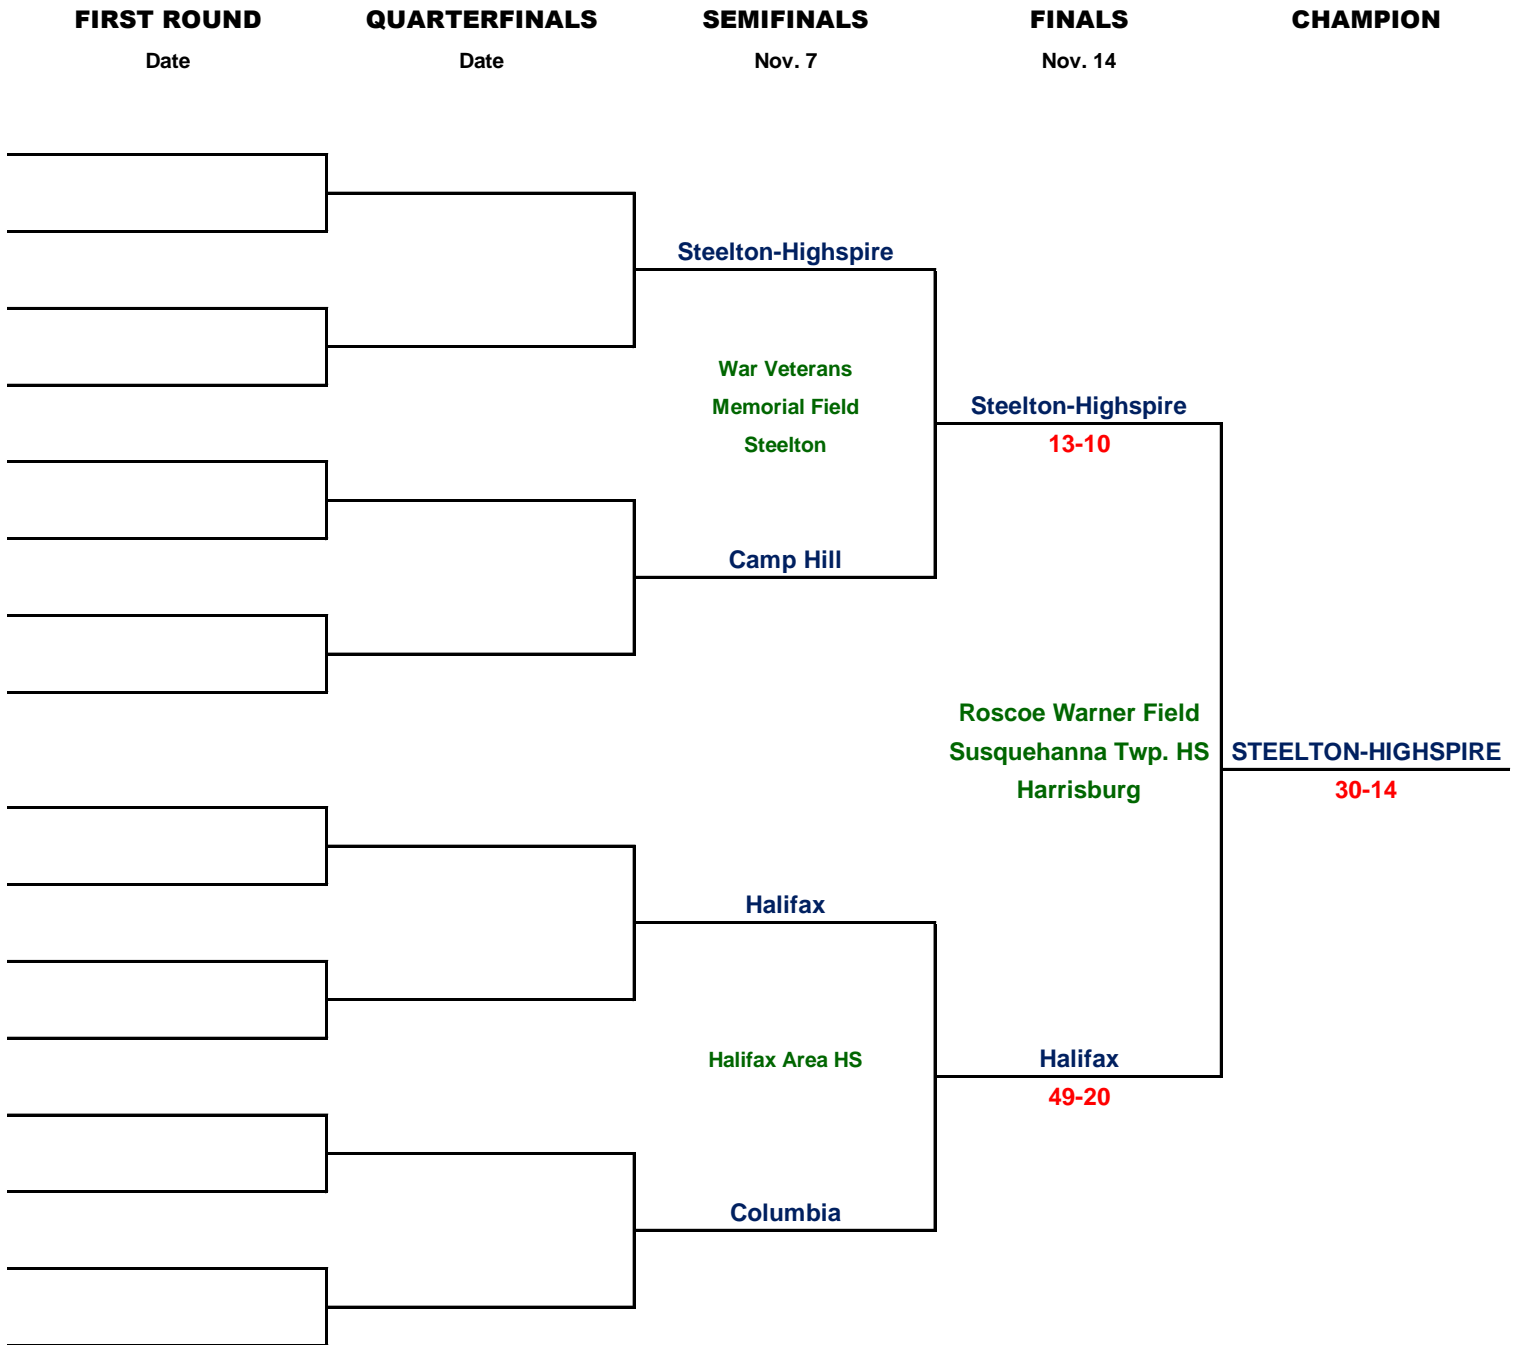 FIRST ROUND QUARTERFINALS SEMIFINALS FINALS CHAMPION
Date Date Nov. 7 Nov. 14
Steelton-Highspire
War Veterans
Memorial Field
Steelton
Camp Hill
Steelton-Highspire
13-10
Roscoe Warner Field
Susquehanna Twp. HS
Harrisburg
STEELTON-HIGHSPIRE
30-14
Halifax
Halifax Area HS
Columbia
Halifax
49-20